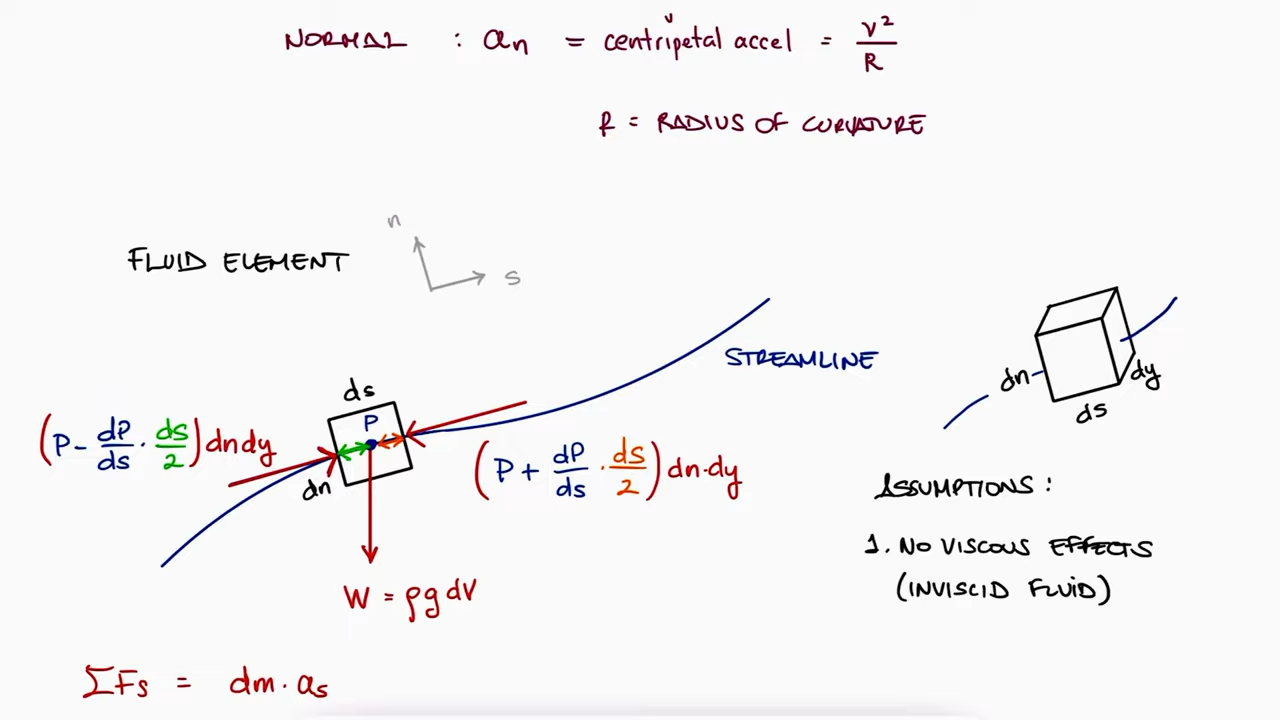 NORMAL : an = centripetal accel = v²/R
R = RADIUS OF CURVATURE
n
s
FLUID ELEMENT
STREAMLINE
ds
P
dn
(P - dP/ds · ds/2) dn dy
(P + dP/ds · ds/2) dn · dy
W = ρg dV
ΣFs = dm · as
dn
ds
dy
ASSUMPTIONS :
1. NO VISCOUS EFFECTS
(INVISCID FLUID)